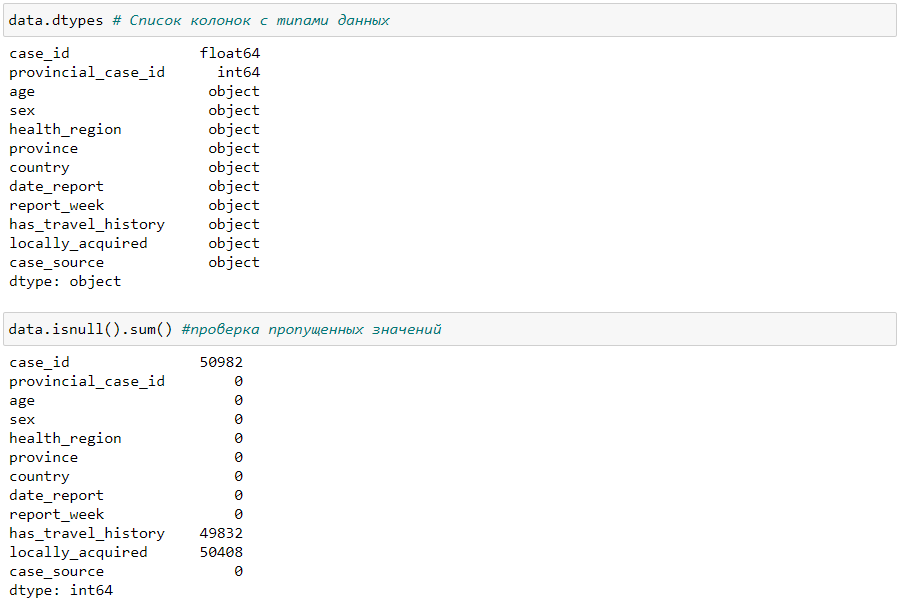 data.dtypes # Список колонок с типами данных
case_id float64
provincial_case_id int64
age object
sex object
health_region object
province object
country object
date_report object
report_week object
has_travel_history object
locally_acquired object
case_source object
dtype: object
data.isnull().sum() #проверка пропущенных значений
case_id 50982
provincial_case_id 0
age 0
sex 0
health_region 0
province 0
country 0
date_report 0
report_week 0
has_travel_history 49832
locally_acquired 50408
case_source 0
dtype: int64